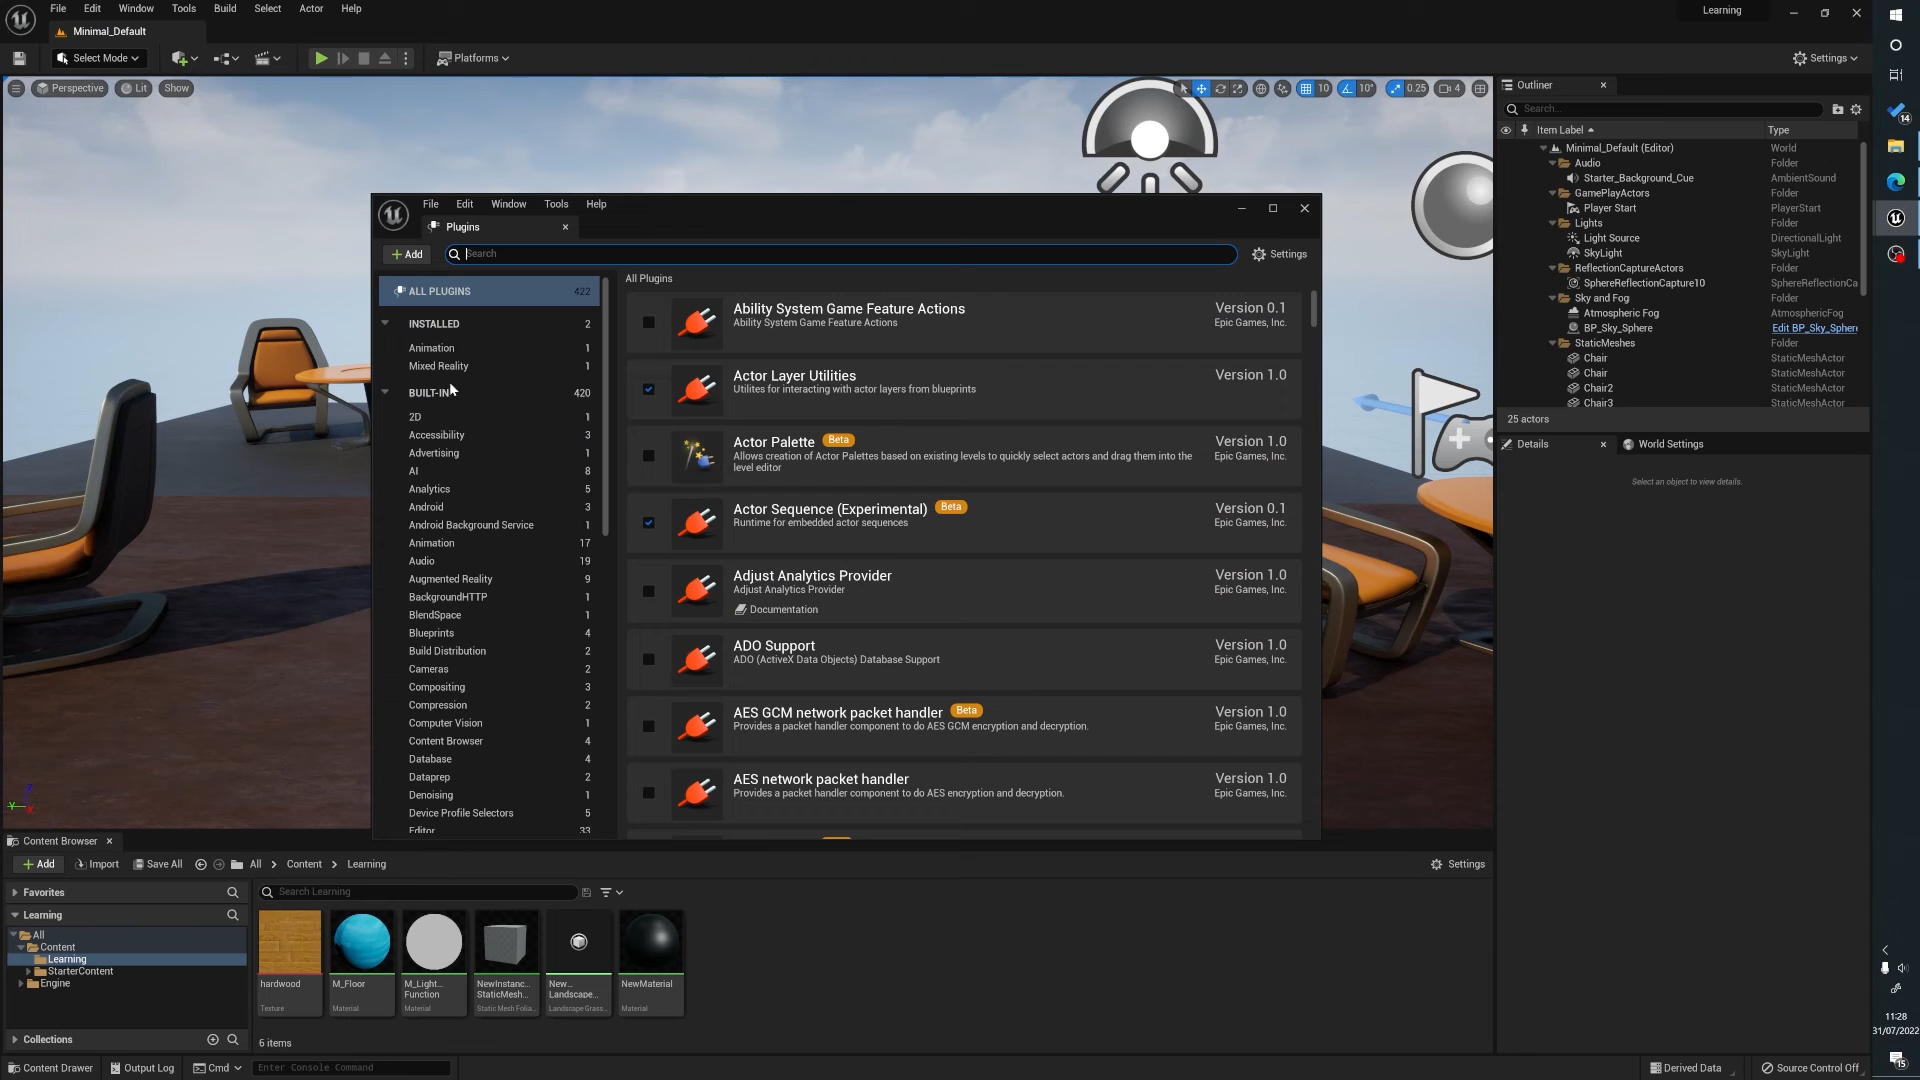 File Edit Window Tools Build Select Actor Help
Learning
Minimal_Default
Select Mode
Platforms
Settings
Perspective
Lit
Show
10
10°
0.25
4
Outliner
Search...
Item Label
Type
Minimal_Default (Editor) World
Audio Folder
Starter_Background_Cue AmbientSound
GamePlayActors Folder
Player Start PlayerStart
Lights Folder
Light Source DirectionalLight
SkyLight SkyLight
ReflectionCaptureActors Folder
SphereReflectionCapture10 SphereReflectionCa
Sky and Fog Folder
Atmospheric Fog AtmosphericFog
BP_Sky_Sphere Edit BP_Sky_Sphere
StaticMeshes Folder
Chair StaticMeshActor
Chair StaticMeshActor
Chair2 StaticMeshActor
Chair3 StaticMeshActor
25 actors
Details
World Settings
Select an object to view details.
File Edit Window Tools Help
Plugins
Add
Search
Settings
ALL PLUGINS 422
INSTALLED 2
Animation 1
Mixed Reality 1
BUILT-IN 420
2D 1
Accessibility 3
Advertising 1
AI 8
Analytics 5
Android 3
Android Background Service 1
Animation 17
Audio 19
Augmented Reality 9
BackgroundHTTP 1
BlendSpace 1
Blueprints 4
Build Distribution 2
Cameras 2
Compositing 3
Compression 2
Computer Vision 1
Content Browser 4
Database 4
Dataprep 2
Denoising 1
Device Profile Selectors 5
Editor 33
All Plugins
Ability System Game Feature Actions Version 0.1
Ability System Game Feature Actions Epic Games, Inc.
Actor Layer Utilities Version 1.0
Utilites for interacting with actor layers from blueprints
Actor Palette Beta Version 1.0
Allows creation of Actor Palettes based on existing levels to quickly select actors and drag them into the Epic Games, Inc.
level editor
Actor Sequence (Experimental) Beta Version 0.1
Runtime for embedded actor sequences Epic Games, Inc.
Adjust Analytics Provider Version 1.0
Adjust Analytics Provider Epic Games, Inc.
Documentation
ADO Support Version 1.0
ADO (ActiveX Data Objects) Database Support Epic Games, Inc.
AES GCM network packet handler Beta Version 1.0
Provides a packet handler component to do AES GCM encryption and decryption. Epic Games, Inc.
AES network packet handler Version 1.0
Provides a packet handler component to do AES encryption and decryption. Epic Games, Inc.
Content Browser
Add
Import
Save All
All
Content
Learning
Settings
Favorites
Learning
All
Content
Learning
StarterContent
Engine
Collections
Search Learning
hardwood
Texture
M_Floor
Material
M_Light...
Function
Material
NewInstanc...
StaticMesh...
Static Mesh Folia...
New...
Landscape...
Landscape Grass...
NewMaterial
Material
6 items
Content Drawer
Output Log
Cmd
Enter Console Command
Derived Data
Source Control Off
14
11:28
31/07/2022
15